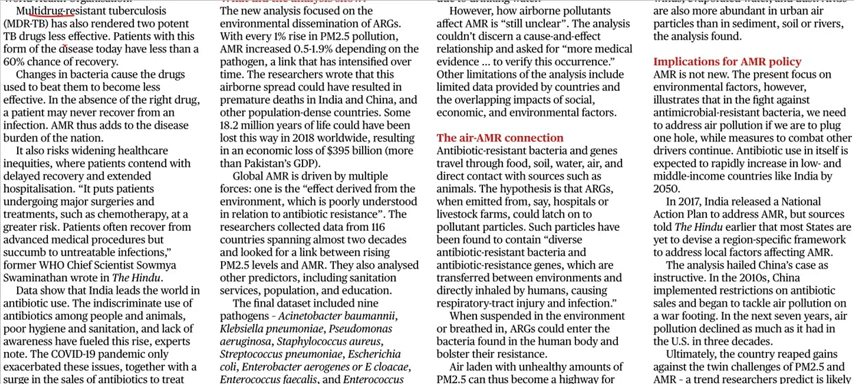 Multidrug-resistant tuberculosis
(MDR-TB) has also rendered two potent
TB drugs less effective. Patients with this
form of the disease today have less than a
60% chance of recovery.
Changes in bacteria cause the drugs
used to beat them to become less
effective. In the absence of the right drug,
a patient may never recover from an
infection. AMR thus adds to the disease
burden of the nation.
It also risks widening healthcare
inequities, where patients contend with
delayed recovery and extended
hospitalisation. “It puts patients
undergoing major surgeries and
treatments, such as chemotherapy, at a
greater risk. Patients often recover from
advanced medical procedures but
succumb to untreatable infections,”
former WHO Chief Scientist Sowmya
Swaminathan wrote in The Hindu.
Data show that India leads the world in
antibiotic use. The indiscriminate use of
antibiotics among people and animals,
poor hygiene and sanitation, and lack of
awareness have fueled this rise, experts
note. The COVID-19 pandemic only
exacerbated these issues, together with a
surge in the sales of antibiotics to treat
The new analysis focused on the
environmental dissemination of ARGs.
With every 1% rise in PM2.5 pollution,
AMR increased 0.5-1.9% depending on the
pathogen, a link that has intensified over
time. The researchers wrote that this
airborne spread could have resulted in
premature deaths in India and China, and
other population-dense countries. Some
18.2 million years of life could have been
lost this way in 2018 worldwide, resulting
in an economic loss of $395 billion (more
than Pakistan’s GDP).
Global AMR is driven by multiple
forces: one is the “effect derived from the
environment, which is poorly understood
in relation to antibiotic resistance”. The
researchers collected data from 116
countries spanning almost two decades
and looked for a link between rising
PM2.5 levels and AMR. They also analysed
other predictors, including sanitation
services, population, and education.
The final dataset included nine
pathogens – Acinetobacter baumannii,
Klebsiella pneumoniae, Pseudomonas
aeruginosa, Staphylococcus aureus,
Streptococcus pneumoniae, Escherichia
coli, Enterobacter aerogenes or E cloacae,
Enterococcus faecalis, and Enterococcus
However, how airborne pollutants
affect AMR is “still unclear”. The analysis
couldn’t discern a cause-and-effect
relationship and asked for “more medical
evidence ... to verify this occurrence.”
Other limitations of the analysis include
limited data provided by countries and
the overlapping impacts of social,
economic, and environmental factors.
The air-AMR connection
Antibiotic-resistant bacteria and genes
travel through food, soil, water, air, and
direct contact with sources such as
animals. The hypothesis is that ARGs,
when emitted from, say, hospitals or
livestock farms, could latch on to
pollutant particles. Such particles have
been found to contain “diverse
antibiotic-resistant bacteria and
antibiotic-resistance genes, which are
transferred between environments and
directly inhaled by humans, causing
respiratory-tract injury and infection.”
When suspended in the environment
or breathed in, ARGs could enter the
bacteria found in the human body and
bolster their resistance.
Air laden with unhealthy amounts of
PM2.5 can thus become a highway for
are also more abundant in urban air
particles than in sediment, soil or rivers,
the analysis found.
Implications for AMR policy
AMR is not new. The present focus on
environmental factors, however,
illustrates that in the fight against
antimicrobial-resistant bacteria, we need
to address air pollution if we are to plug
one hole, while measures to combat other
drivers continue. Antibiotic use in itself is
expected to rapidly increase in low- and
middle-income countries like India by
2050.
In 2017, India released a National
Action Plan to address AMR, but sources
told The Hindu earlier that most States are
yet to devise a region-specific framework
to address local factors affecting AMR.
The analysis hailed China’s case as
instructive. In the 2010s, China
implemented restrictions on antibiotic
sales and began to tackle air pollution on
a war footing. In the next seven years, air
pollution declined as much as it had in
the U.S. in three decades.
Ultimately, the country reaped gains
against the twin challenges of PM2.5 and
AMR – a trend researchers predict is likely